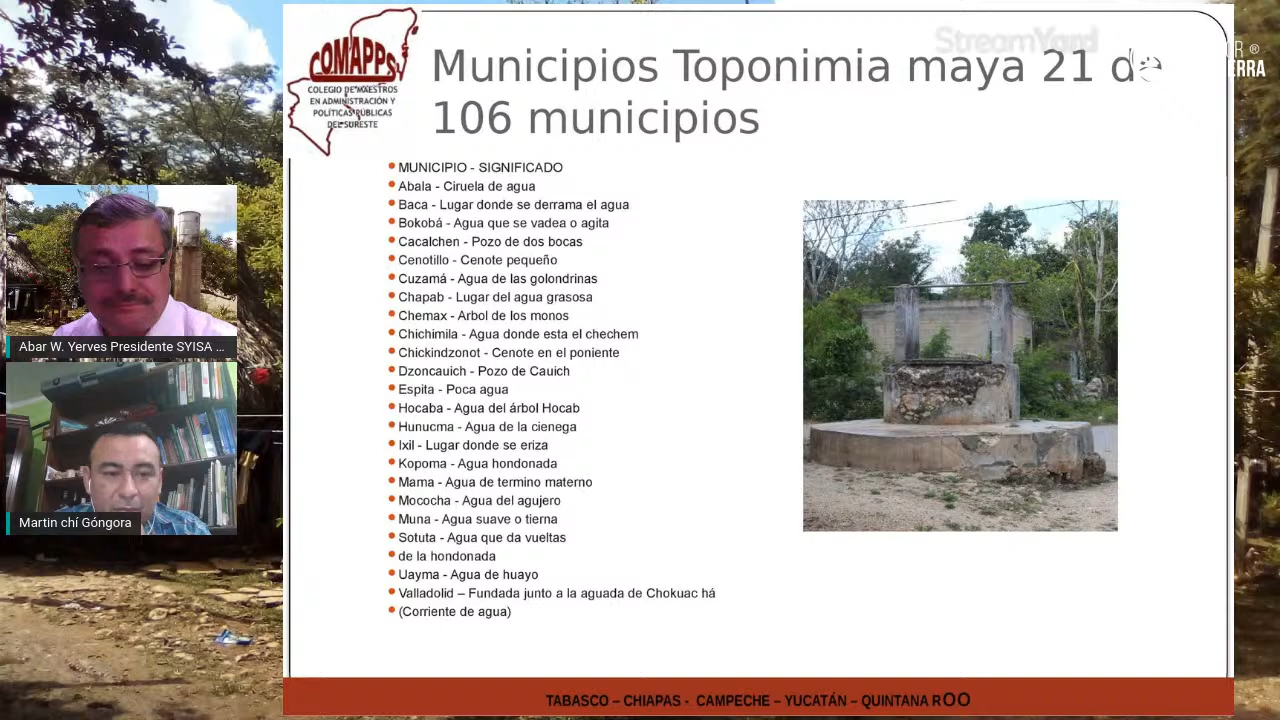 StreamYard
COMAPPS
COLEGIO DE MAESTROS
EN ADMINISTRACIÓN Y
POLÍTICAS PÚBLICAS
DEL SURESTE
Municipios Toponimia maya 21 d
106 municipios
R ®
ERRA
MUNICIPIO - SIGNIFICADO
Abala - Ciruela de agua
Baca - Lugar donde se derrama el agua
Bokobá - Agua que se vadea o agita
Cacalchen - Pozo de dos bocas
Cenotillo - Cenote pequeño
Cuzamá - Agua de las golondrinas
Chapab - Lugar del agua grasosa
Chemax - Arbol de los monos
Chichimila - Agua donde esta el chechem
Chickindzonot - Cenote en el poniente
Dzoncauich - Pozo de Cauich
Espita - Poca agua
Hocaba - Agua del árbol Hocab
Hunucma - Agua de la cienega
Ixil - Lugar donde se eriza
Kopoma - Agua hondonada
Mama - Agua de termino materno
Mococha - Agua del agujero
Muna - Agua suave o tierna
Sotuta - Agua que da vueltas
de la hondonada
Uayma - Agua de huayo
Valladolid – Fundada junto a la aguada de Chokuac há
(Corriente de agua)
Abar W. Yerves Presidente SYISA ...
Martin chí Góngora
TABASCO – CHIAPAS - CAMPECHE – YUCATÁN – QUINTANA ROO